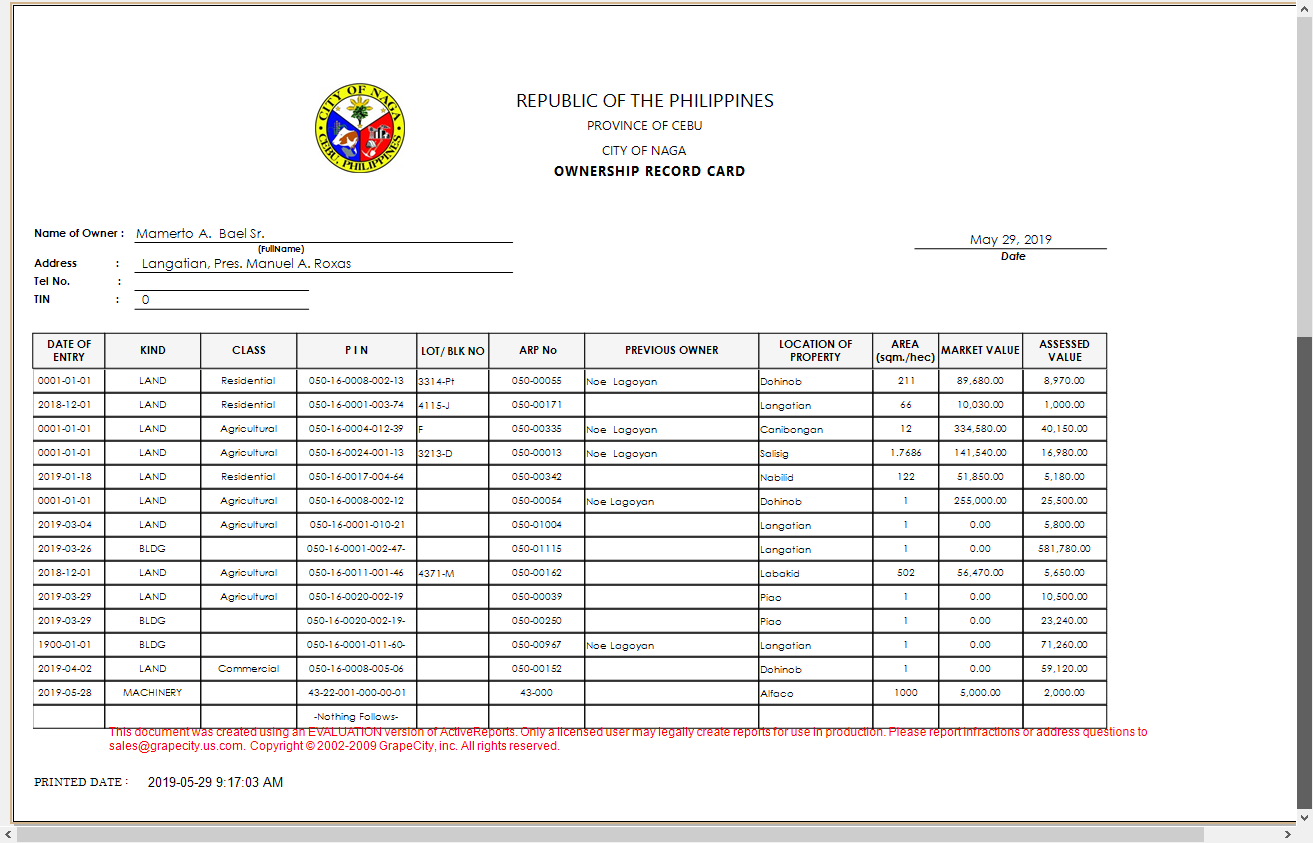 CITY OF NAGA
CEBU, PHILIPPINES
REPUBLIC OF THE PHILIPPINES
PROVINCE OF CEBU
CITY OF NAGA
OWNERSHIP RECORD CARD
Name of Owner : Mamerto A. Bael Sr.
(FullName)
May 29, 2019
Date
Address : Langatian, Pres. Manuel A. Roxas
Tel No. :
TIN : 0
DATE OF ENTRY KIND CLASS P I N LOT/ BLK NO ARP No PREVIOUS OWNER LOCATION OF PROPERTY AREA (sqm./hec) MARKET VALUE ASSESSED VALUE
0001-01-01 LAND Residential 050-16-0008-002-13 3314-Pt 050-00055 Noe Lagoyan Dohinob 211 89,680.00 8,970.00
2018-12-01 LAND Residential 050-16-0001-003-74 4115-J 050-00171 Langatian 66 10,030.00 1,000.00
0001-01-01 LAND Agricultural 050-16-0004-012-39 F 050-00335 Noe Lagoyan Canibongan 12 334,580.00 40,150.00
0001-01-01 LAND Agricultural 050-16-0024-001-13 3213-D 050-00013 Noe Lagoyan Salisig 1.7686 141,540.00 16,980.00
2019-01-18 LAND Residential 050-16-0017-004-64 050-00342 Nabilid 122 51,850.00 5,180.00
0001-01-01 LAND Agricultural 050-16-0008-002-12 050-00054 Noe Lagoyan Dohinob 1 255,000.00 25,500.00
2019-03-04 LAND Agricultural 050-16-0001-010-21 050-01004 Langatian 1 0.00 5,800.00
2019-03-26 BLDG 050-16-0001-002-47- 050-01115 Langatian 1 0.00 581,780.00
2018-12-01 LAND Agricultural 050-16-0011-001-46 4371-M 050-00162 Labakid 502 56,470.00 5,650.00
2019-03-29 LAND Agricultural 050-16-0020-002-19 050-00039 Piao 1 0.00 10,500.00
2019-03-29 BLDG 050-16-0020-002-19- 050-00250 Piao 1 0.00 23,240.00
1900-01-01 BLDG 050-16-0001-011-60- 050-00967 Noe Lagoyan Langatian 1 0.00 71,260.00
2019-04-02 LAND Commercial 050-16-0008-005-06 050-00152 Dohinob 1 0.00 59,120.00
2019-05-28 MACHINERY 43-22-001-000-00-01 43-000 Alfaco 1000 5,000.00 2,000.00
-Nothing Follows-
This document was created using an EVALUATION version of ActiveReports. Only a licensed user may legally create reports for use in production. Please report infractions or address questions to
sales@grapecity.us.com. Copyright © 2002-2009 GrapeCity, inc. All rights reserved.
PRINTED DATE : 2019-05-29 9:17:03 AM